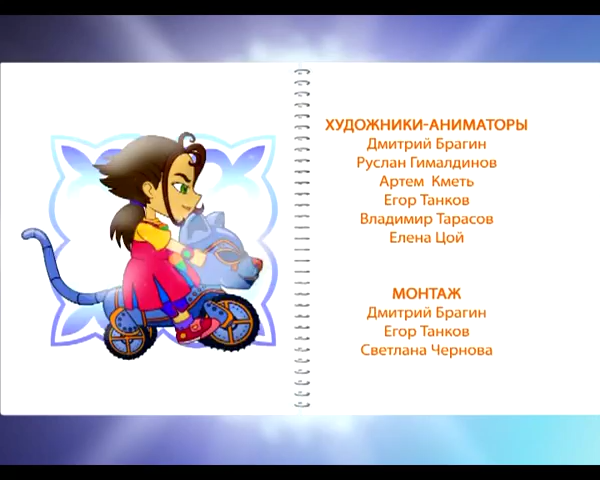 ХУДОЖНИКИ-АНИМАТОРЫ
Дмитрий Брагин
Руслан Гималдинов
Артем Кметь
Егор Танков
Владимир Тарасов
Елена Цой
МОНТАЖ
Дмитрий Брагин
Егор Танков
Светлана Чернова